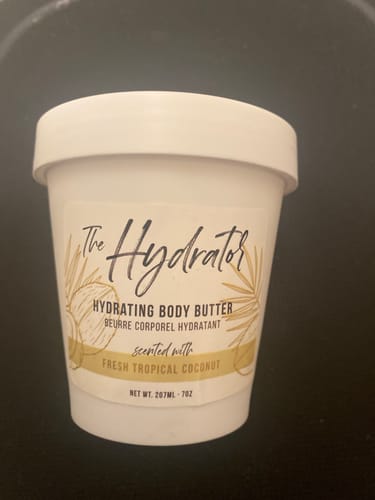 The Hydrator
HYDRATING BODY BUTTER
BEURRE CORPOREL HYDRATANT
scented with
FRESH TROPICAL COCONUT
NET WT. 207ML - 7OZ